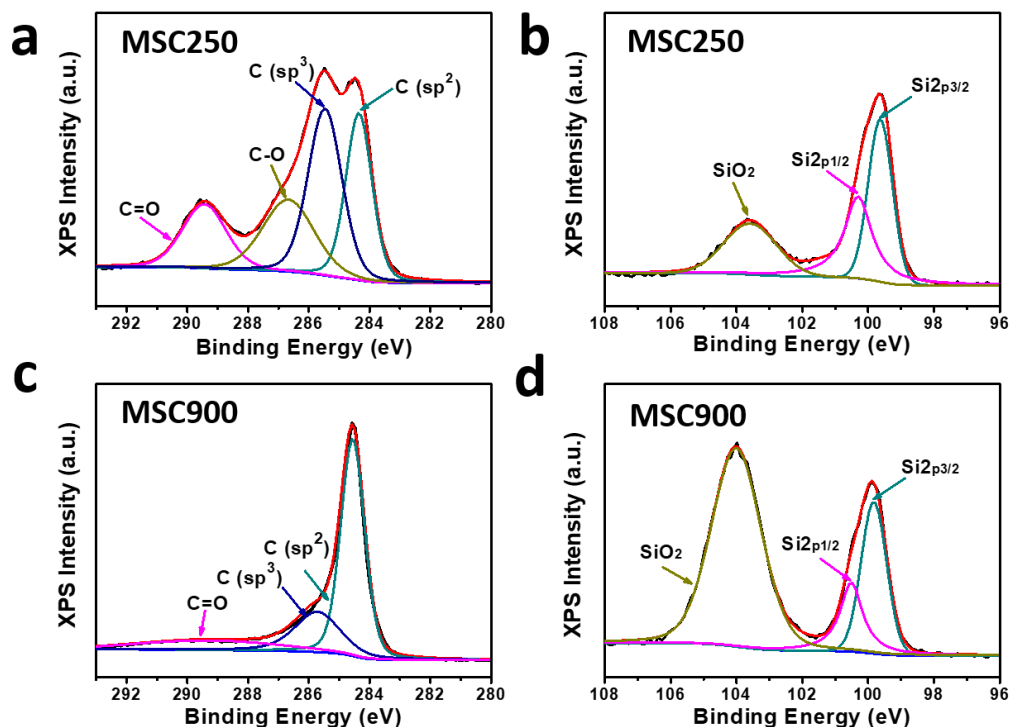 a
MSC250
C (sp³)
C (sp²)
C-O
C=O
XPS Intensity (a.u.)
292 290 288 286 284 282 280
Binding Energy (eV)
b
MSC250
Si2p3/2
Si2p1/2
SiO₂
XPS Intensity (a.u.)
108 106 104 102 100 98 96
Binding Energy (eV)
c
MSC900
C (sp²)
C (sp³)
C=O
XPS Intensity (a.u.)
292 290 288 286 284 282 280
Binding Energy (eV)
d
MSC900
Si2p3/2
Si2p1/2
SiO₂
XPS Intensity (a.u.)
108 106 104 102 100 98 96
Binding Energy (eV)